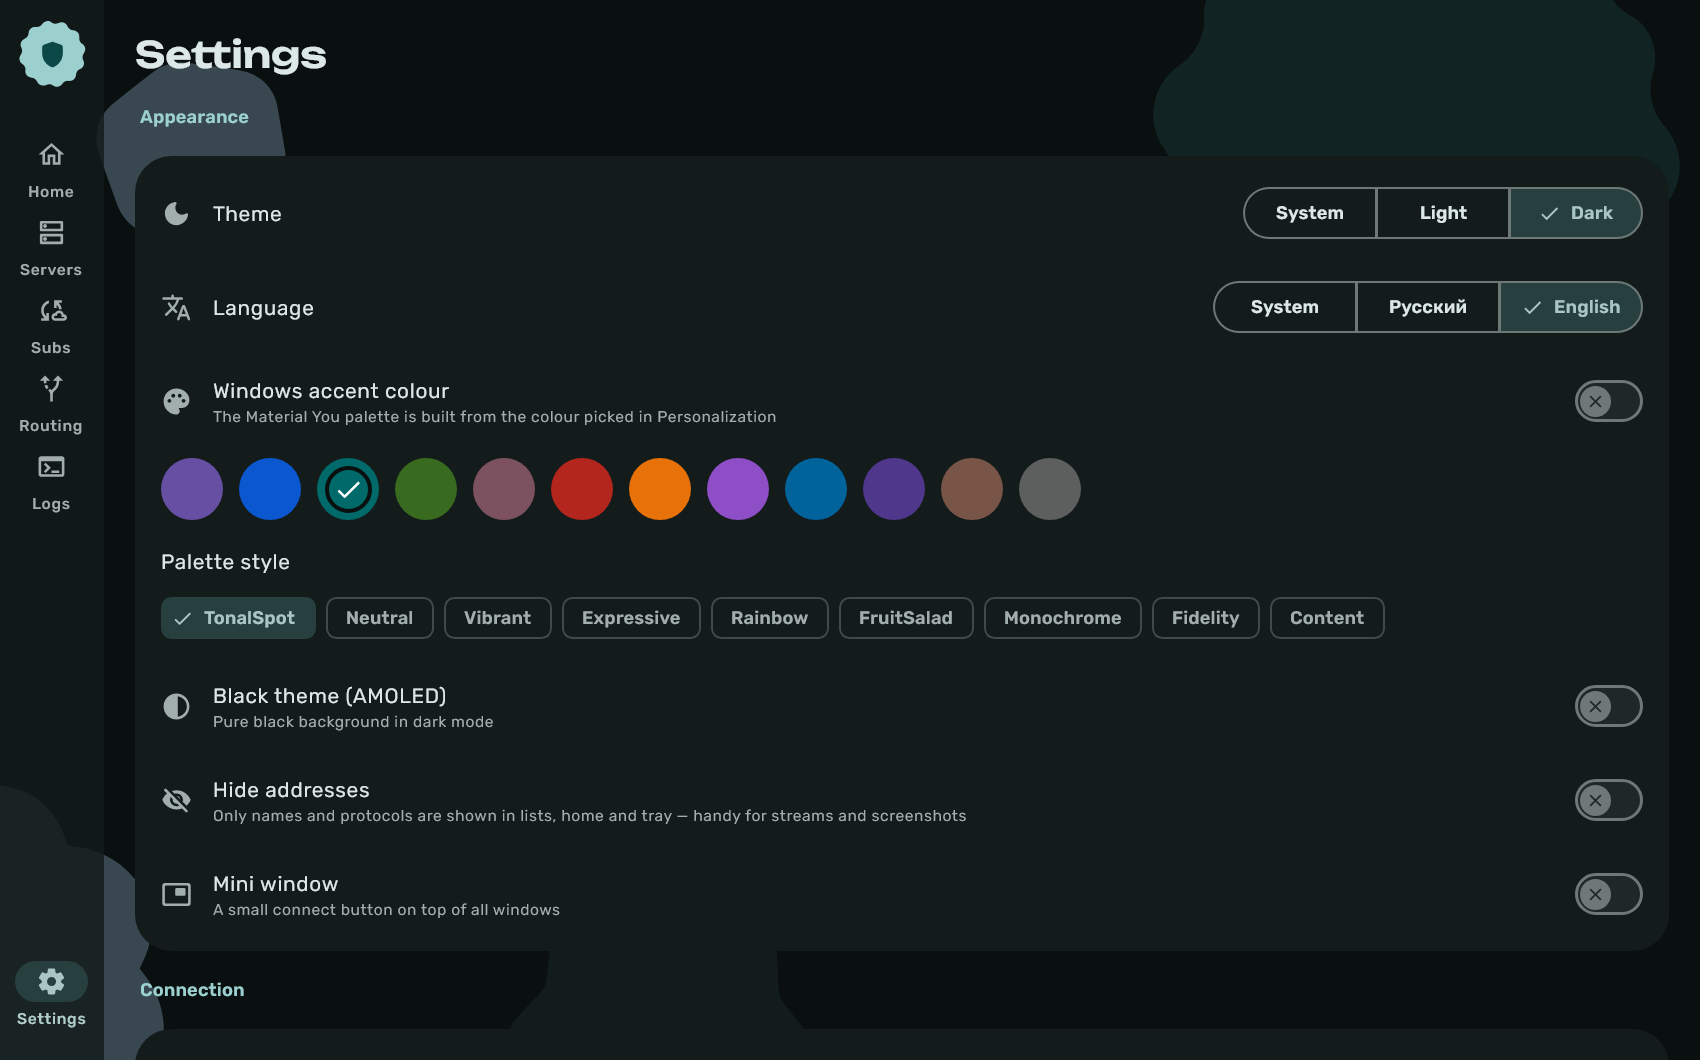 Settings
Appearance
Home
Servers
Subs
Routing
Logs
Settings
Theme
System
Light
Dark
Language
System
Русский
English
Windows accent colour
The Material You palette is built from the colour picked in Personalization
Palette style
TonalSpot
Neutral
Vibrant
Expressive
Rainbow
FruitSalad
Monochrome
Fidelity
Content
Black theme (AMOLED)
Pure black background in dark mode
Hide addresses
Only names and protocols are shown in lists, home and tray — handy for streams and screenshots
Mini window
A small connect button on top of all windows
Connection